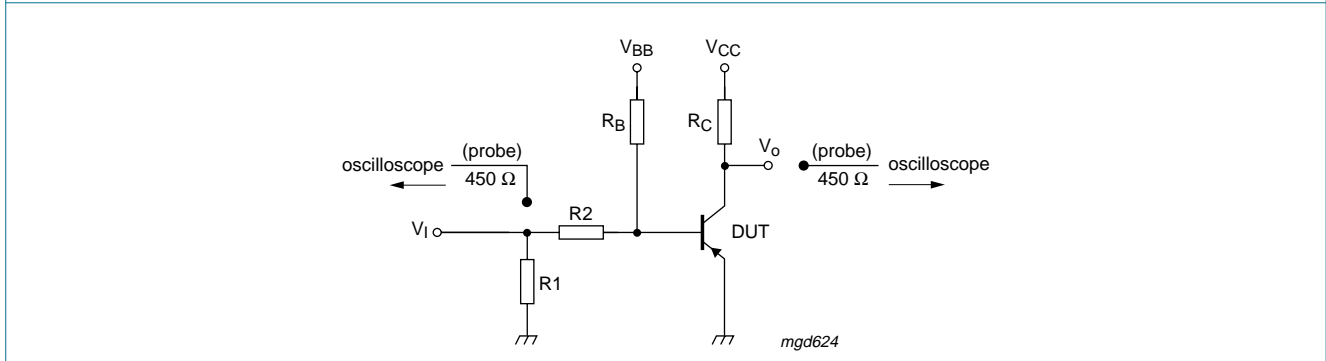 V_BB
V_CC
R_B
R_C
V_o
oscilloscope
(probe)
450 Ω
(probe)
450 Ω
oscilloscope
V_I
R2
DUT
R1
mgd624